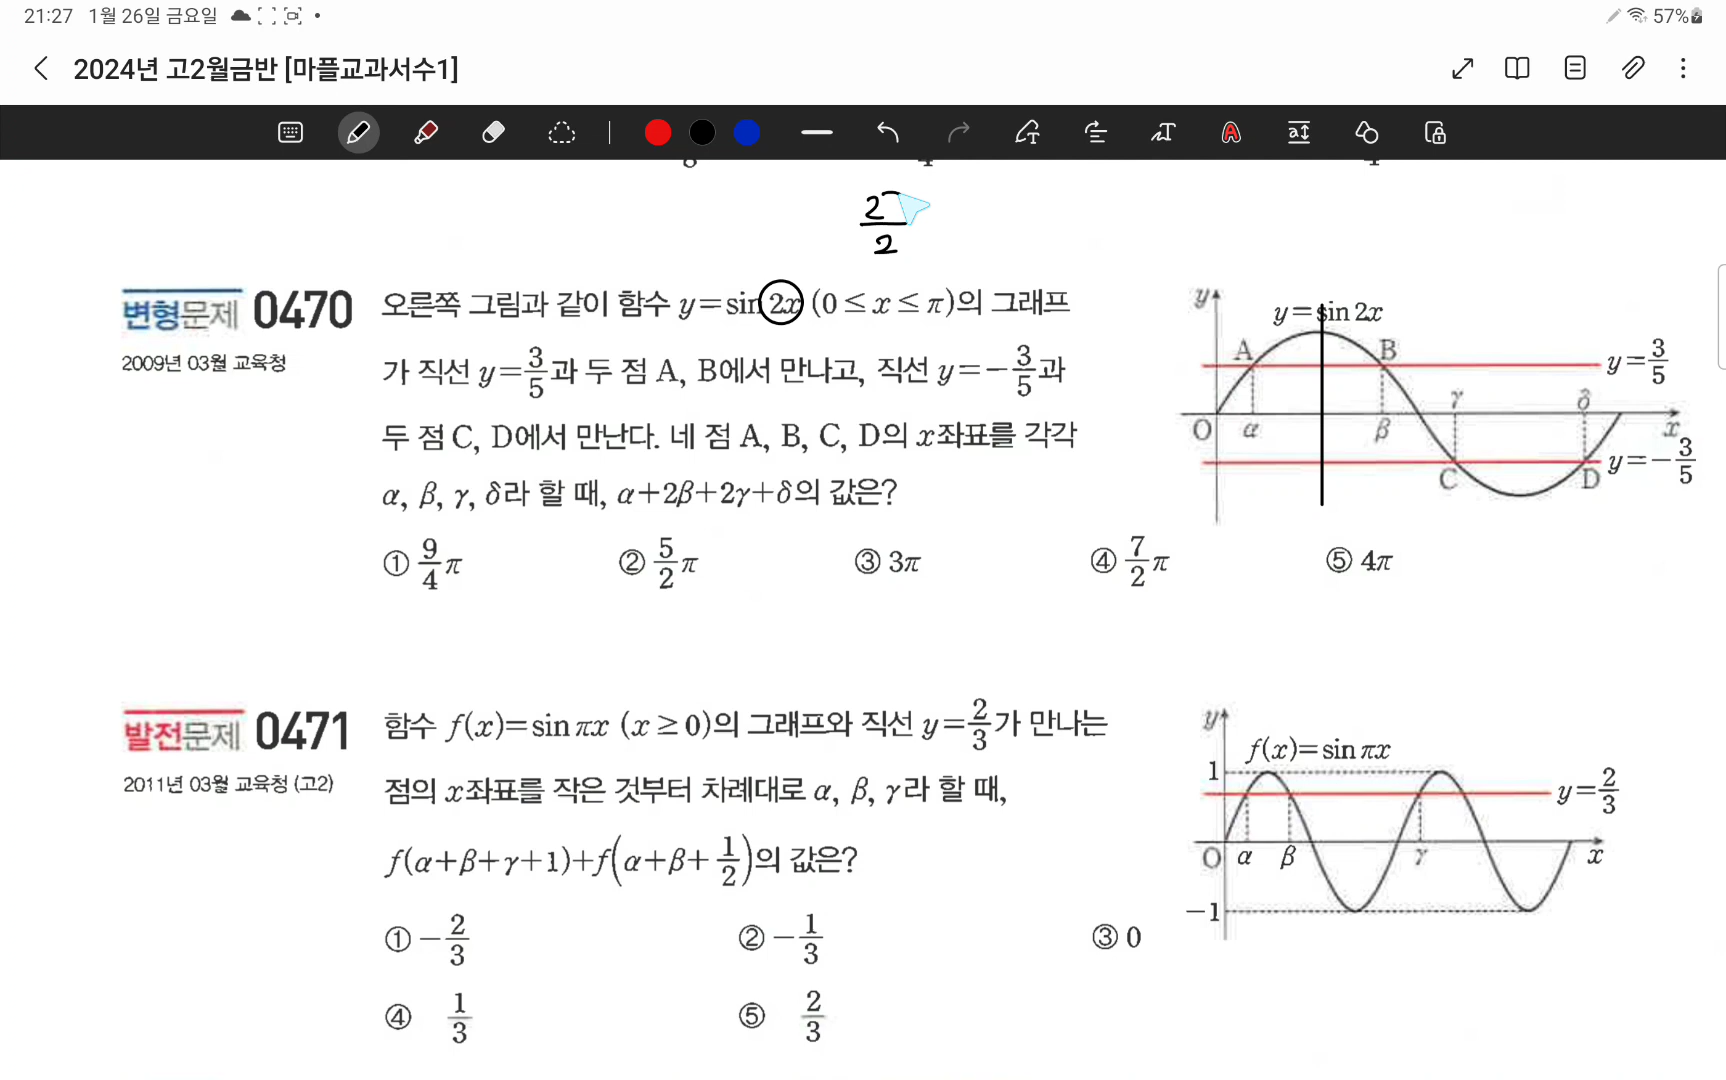 21:27 1월 26일 금요일
57%
2024년 고2월금반 [마플교과서수1]
2
2
변형문제 0470
2009년 03월 교육청
오른쪽 그림과 같이 함수 y=sin 2x (0≤x≤π)의 그래프
가 직선 y=3/5과 두 점 A, B에서 만나고, 직선 y=-3/5과
두 점 C, D에서 만난다. 네 점 A, B, C, D의 x좌표를 각각
α, β, γ, δ라 할 때, α+2β+2γ+δ의 값은?
① 9/4 π ② 5/2 π ③ 3π ④ 7/2 π ⑤ 4π
y
y=sin 2x
A B y=3/5
γ δ
O α β x
C D y=-3/5
발전문제 0471
2011년 03월 교육청 (고2)
함수 f(x)=sin πx (x≥0)의 그래프와 직선 y=2/3가 만나는
점의 x좌표를 작은 것부터 차례대로 α, β, γ라 할 때,
f(α+β+γ+1)+f(α+β+1/2)의 값은?
① -2/3 ② -1/3 ③ 0
④ 1/3 ⑤ 2/3
y
f(x)=sin πx
1
y=2/3
O α β γ x
-1